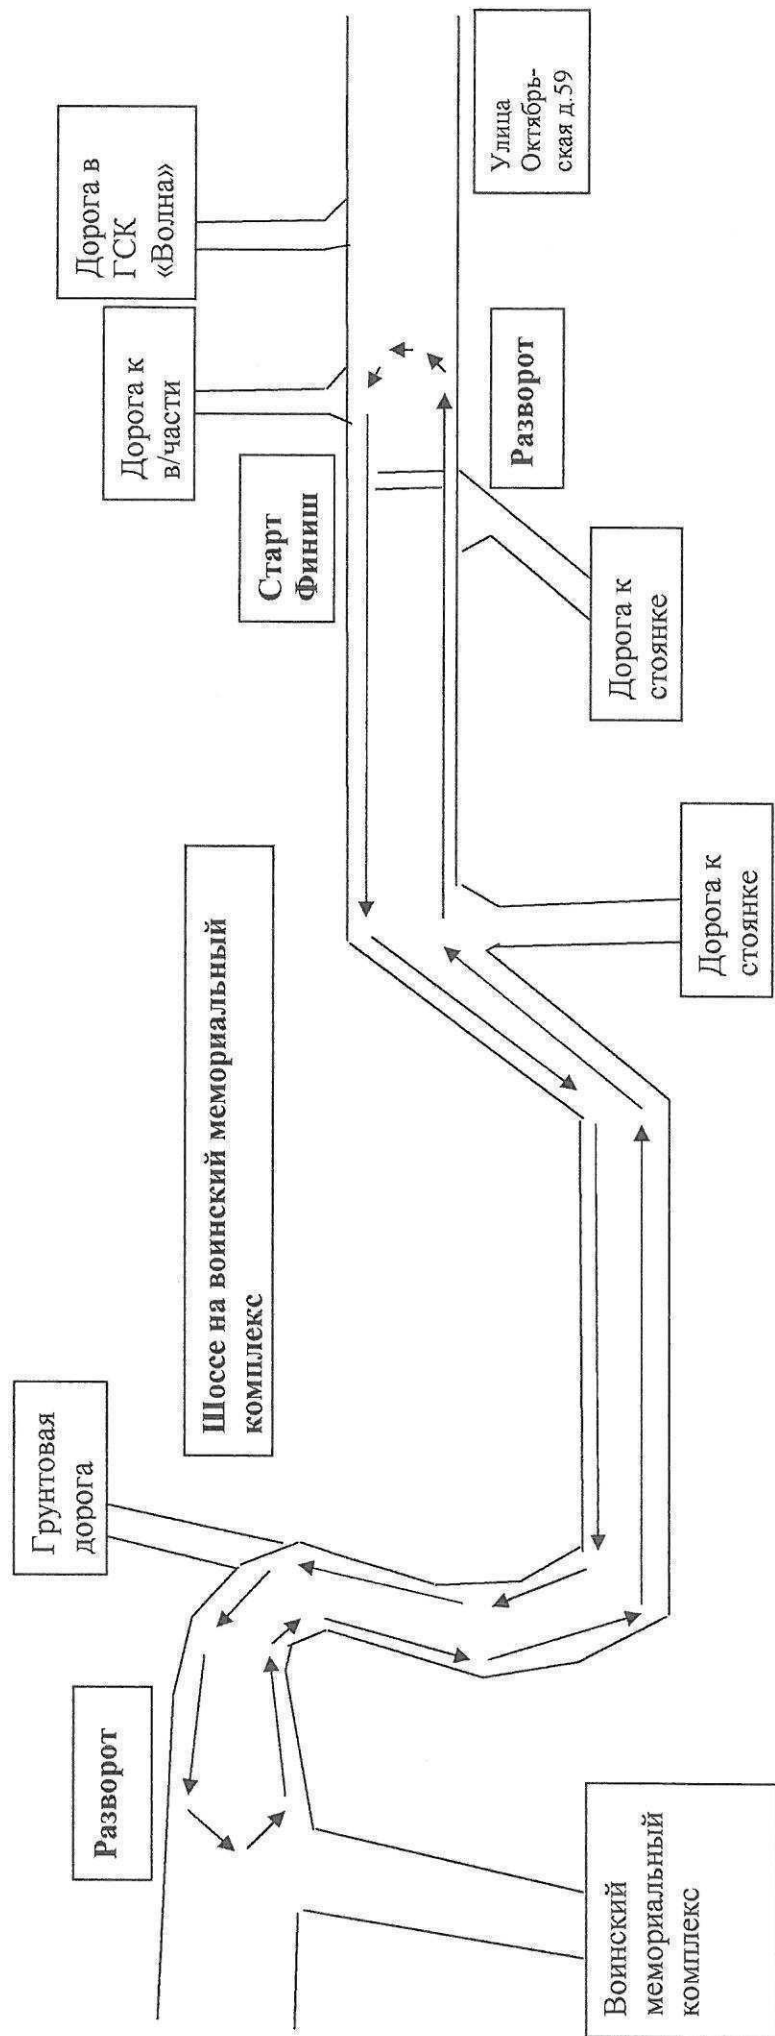 Грунтовая
дорога
Разворот
Шоссе на воинский мемориальный
комплекс
Воинский
мемориальный
комплекс
Дорога в
ГСК
«Волна»
Дорога к
в/части
Старт
Финиш
Разворот
Улица
Октябрь-
ская д.59
Дорога к
стоянке
Дорога к
стоянке